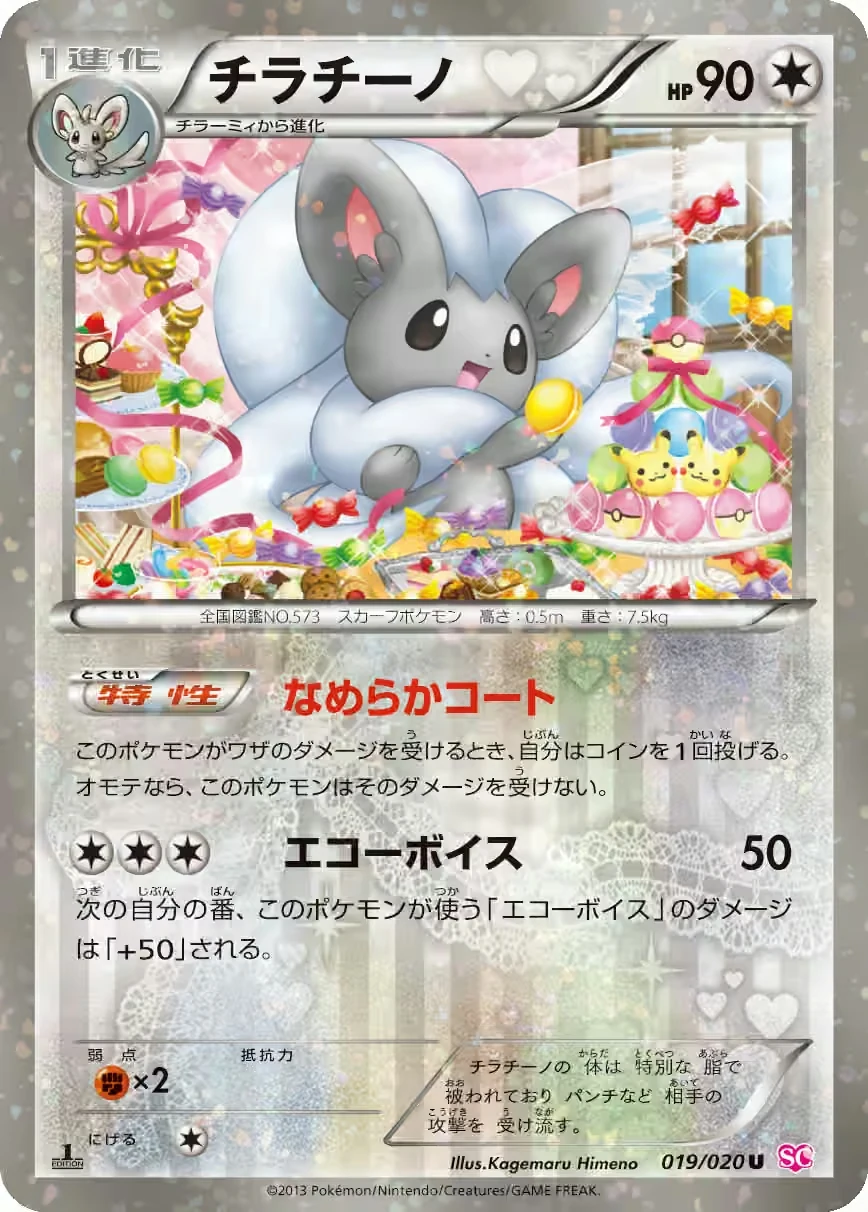 1進化
チラチーノ
HP90
チラーミィから進化
全国図鑑NO.573 スカーフポケモン 高さ:0.5m 重さ:7.5kg
とくせい
特性 なめらかコート
このポケモンがワザのダメージを受けるとき、自分はコインを1回投げる。
オモテなら、このポケモンはそのダメージを受けない。
エコーボイス 50
次の自分の番、このポケモンが使う「エコーボイス」のダメージ
は「+50」される。
弱点 抵抗力
×2
にげる
チラチーノの 体は 特別な 脂で
被われており パンチなど 相手の
攻撃を 受け流す。
1 EDITION
Illus.Kagemaru Himeno 019/020 U SC
©2013 Pokémon/Nintendo/Creatures/GAME FREAK.